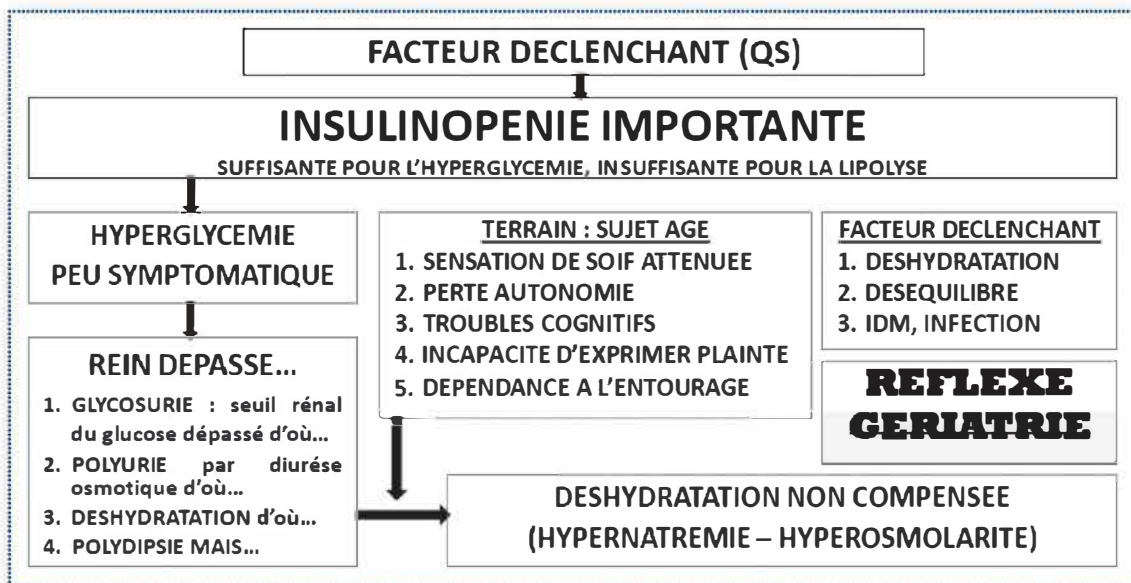 FACTEUR DECLENCHANT (QS)
INSULINOPENIE IMPORTANTE
SUFFISANTE POUR L'HYPERGLYCEMIE, INSUFFISANTE POUR LA LIPOLYSE
HYPERGLYCEMIE
PEU SYMPTOMATIQUE
REIN DEPASSE...
1. GLYCOSURIE : seuil rénal
du glucose dépassé d'où...
2. POLYURIE par diurése
osmotique d'où...
3. DESHYDRATATION d'où...
4. POLYDIPSIE MAIS...
TERRAIN : SUJET AGE
1. SENSATION DE SOIF ATTENUEE
2. PERTE AUTONOMIE
3. TROUBLES COGNITIFS
4. INCAPACITE D'EXPRIMER PLAINTE
5. DEPENDANCE A L'ENTOURAGE
FACTEUR DECLENCHANT
1. DESHYDRATATION
2. DESEQUILIBRE
3. IDM, INFECTION
REFLEXE
GERIATRIE
DESHYDRATATION NON COMPENSEE
(HYPERNATREMIE – HYPEROSMOLARITE)